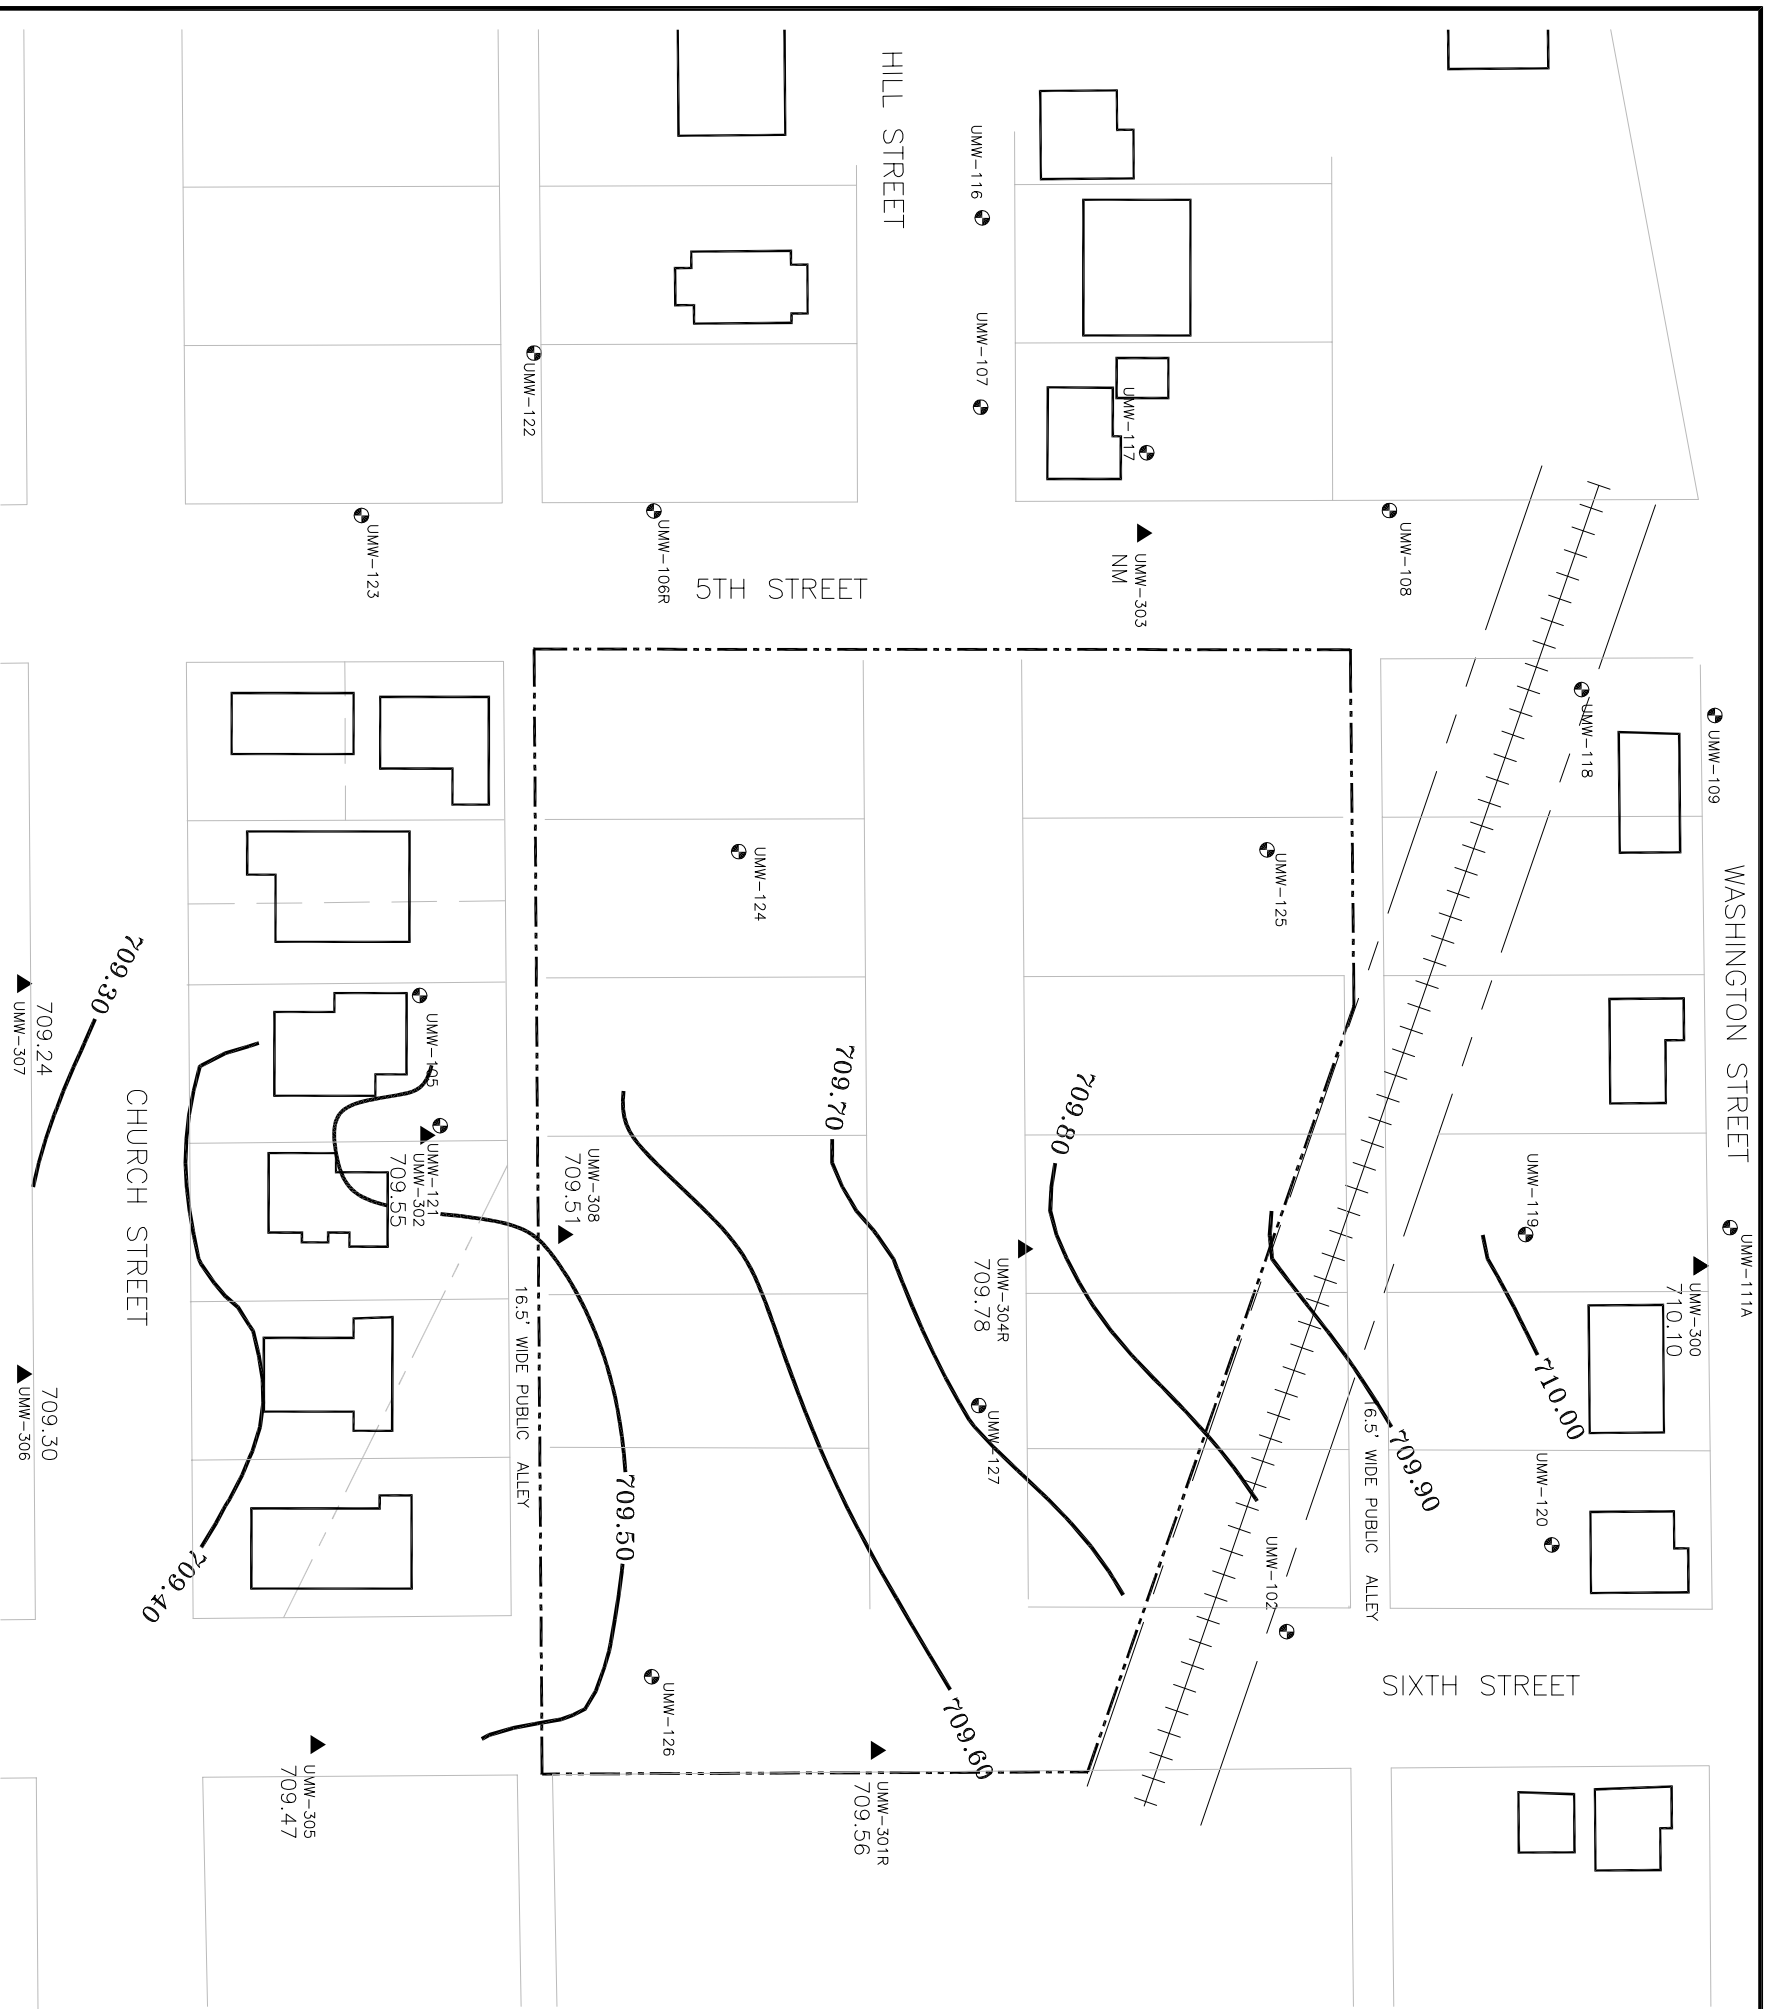 HILL STREET
UMW-116
UMW-107
UMW-117
UMW-122
UMW-123
UMW-106R
5TH STREET
UMW-303
NM
UMW-108
UMW-118
UMW-109
WASHINGTON STREET
UMW-124
UMW-125
709.30
709.24
UMW-307
CHURCH STREET
UMW-105
UMW-121
UMW-302
709.55
UMW-308
709.51
709.70
709.80
UMW-304R
709.78
UMW-119
UMW-111A
UMW-300
710.10
710.00
16.5' WIDE PUBLIC ALLEY
709.30
UMW-306
UMW-127
16.5' WIDE PUBLIC ALLEY
709.90
UMW-120
709.50
709.40
UMW-102
SIXTH STREET
UMW-126
709.60
UMW-305
709.47
UMW-301R
709.56